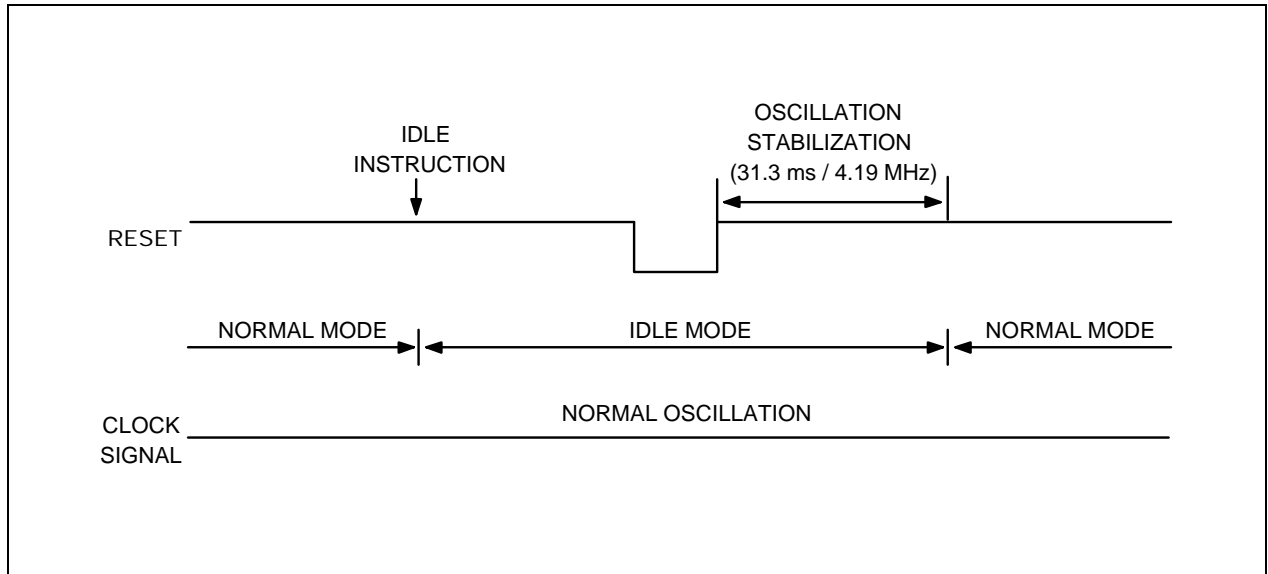 IDLE
INSTRUCTION
OSCILLATION
STABILIZATION
(31.3 ms / 4.19 MHz)
RESET
NORMAL MODE
IDLE MODE
NORMAL MODE
CLOCK
SIGNAL
NORMAL OSCILLATION